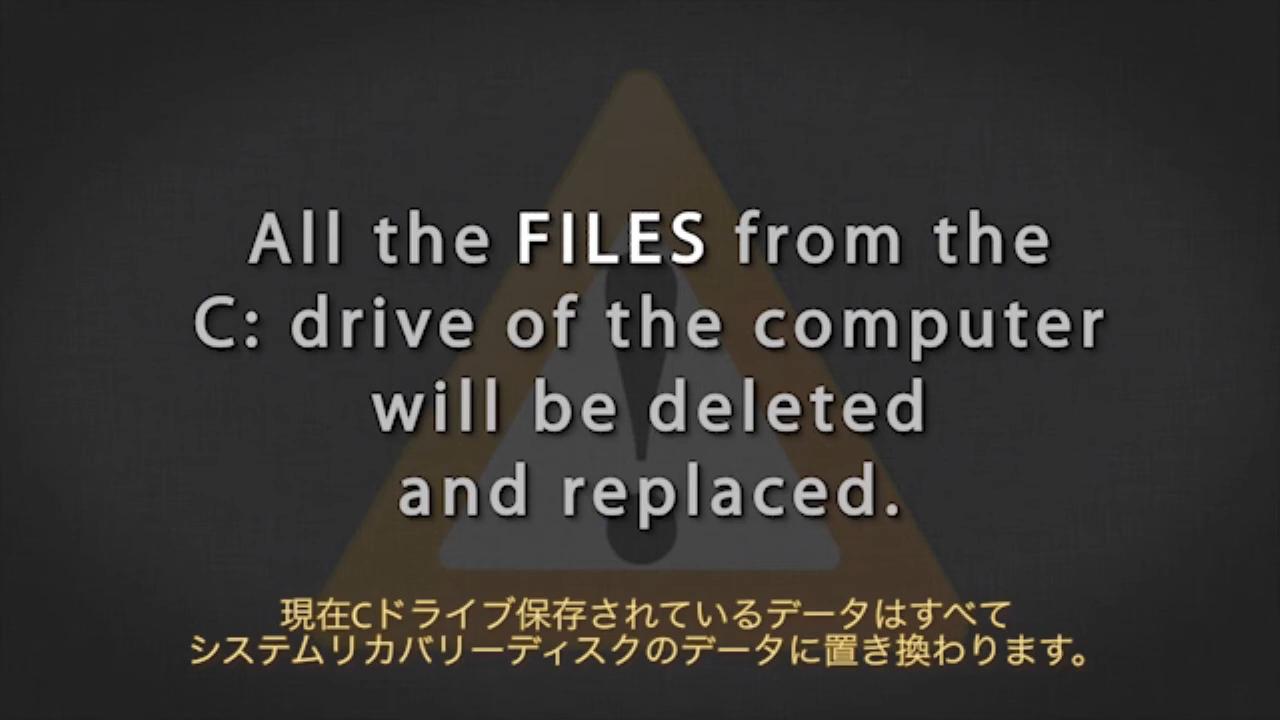 All the FILES from the
C: drive of the computer
will be deleted
and replaced.
現在Cドライブ保存されているデータはすべて
システムリカバリーディスクのデータに置き換わります。